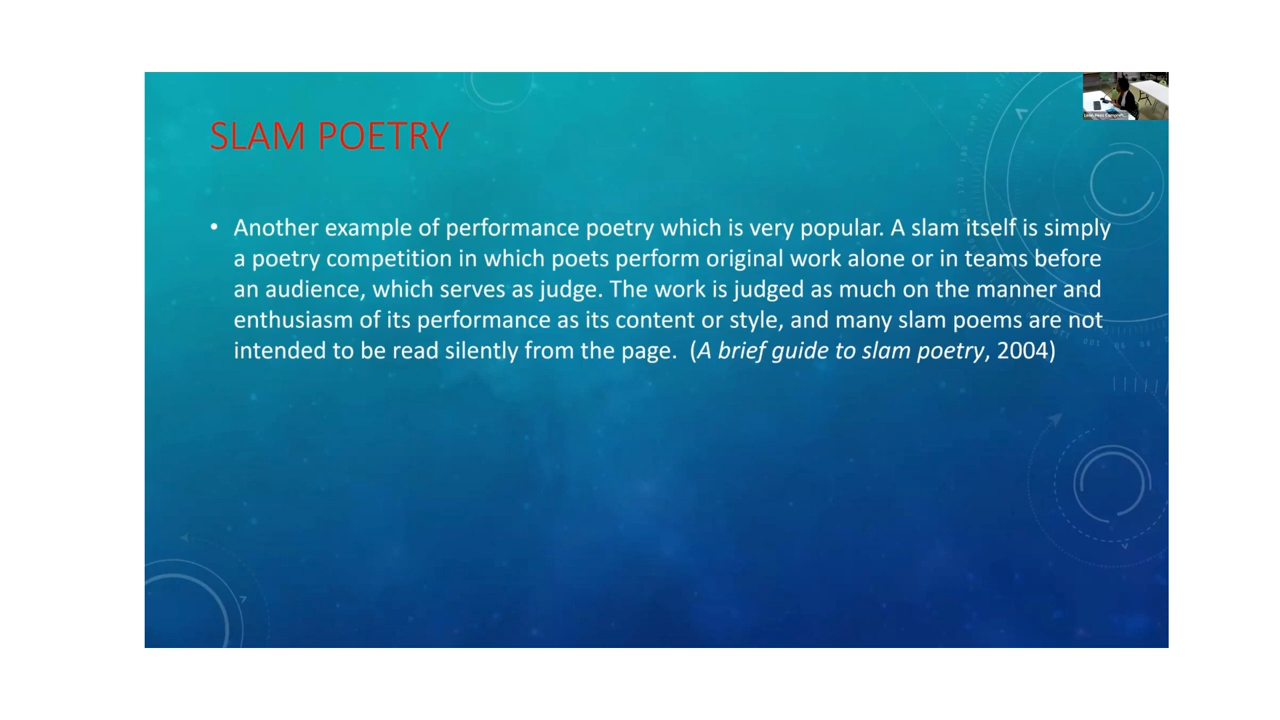 SLAM POETRY
• Another example of performance poetry which is very popular. A slam itself is simply
a poetry competition in which poets perform original work alone or in teams before
an audience, which serves as judge. The work is judged as much on the manner and
enthusiasm of its performance as its content or style, and many slam poems are not
intended to be read silently from the page.  (A brief guide to slam poetry, 2004)